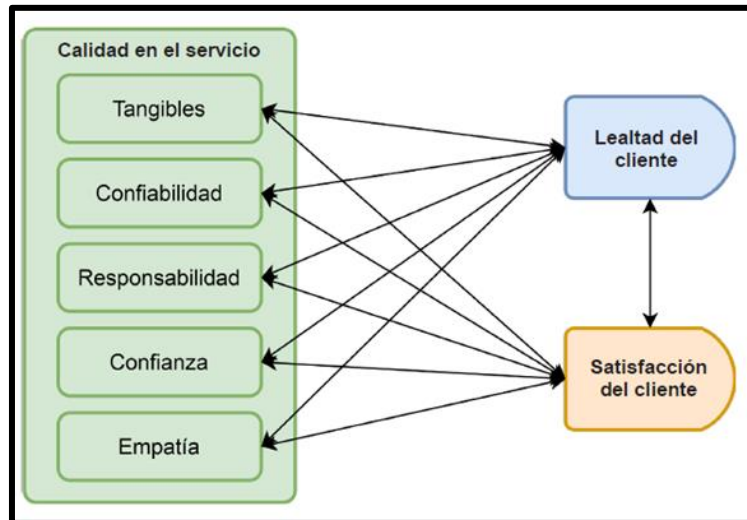 Calidad en el servicio
Tangibles
Confiabilidad
Responsabilidad
Confianza
Empatía
Lealtad del
cliente
Satisfacción
del cliente